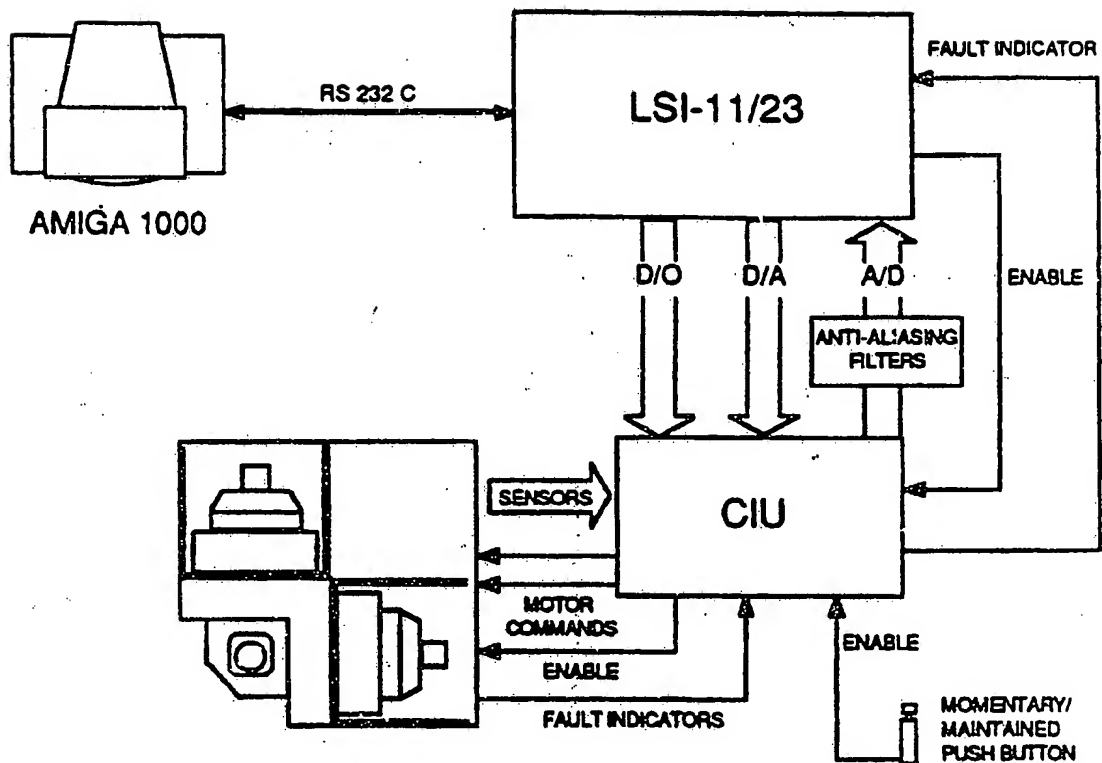 FAULT INDICATOR
RS 232 C
LSI-11/23
AMIGA 1000
D/O
D/A
A/D
ENABLE
ANTI-ALIASING
FILTERS
SENSORS
CIU
MOTOR
COMMANDS
ENABLE
ENABLE
FAULT INDICATORS
MOMENTARY/
MAINTAINED
PUSH BUTTON